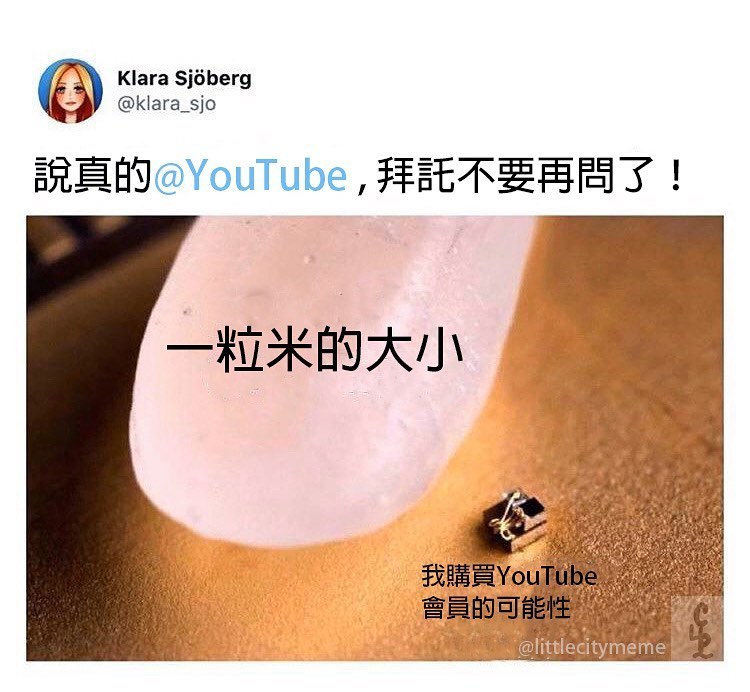 Klara Sjöberg
@klara_sjo
說真的@YouTube , 拜託不要再問了！
一粒米的大小
我購買YouTube
會員的可能性
@littlecitymeme